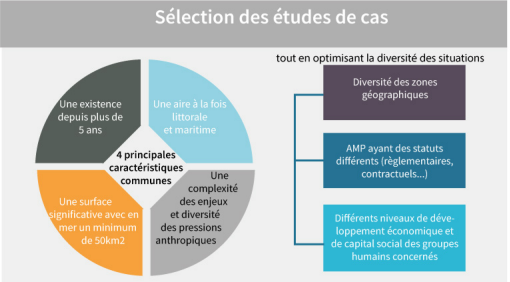 Sélection des études de cas
Une existence
depuis plus de
5 ans
Une aire à la fois
littorale
et maritime
4 principales
caractéristiques
communes
Une surface
significative avec en
mer un minimum
de 50km2
Une
complexité
des enjeux
et diversité
des pressions
anthropiques
tout en optimisant la diversité des situations
Diversité des zones
géographiques
AMP ayant des statuts
différents (règlementaires,
contractuels...)
Différents niveaux de déve-
loppement économique et
de capital social des groupes
humains concernés